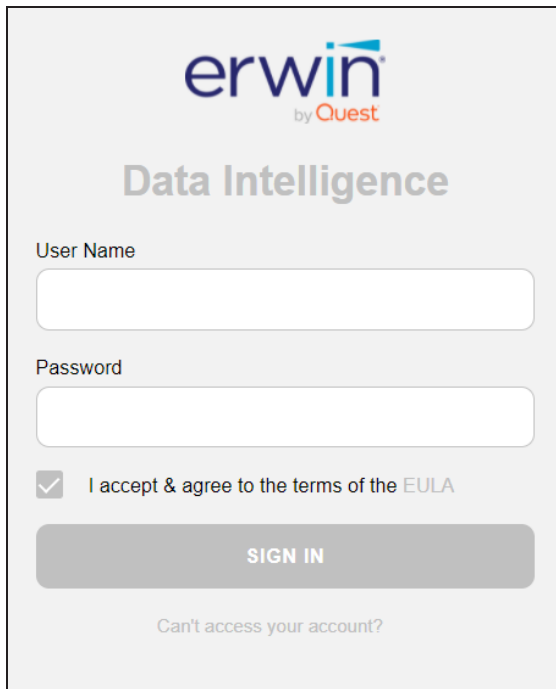 erwin®
by Quest
Data Intelligence
User Name
Password
I accept & agree to the terms of the EULA
SIGN IN
Can't access your account?